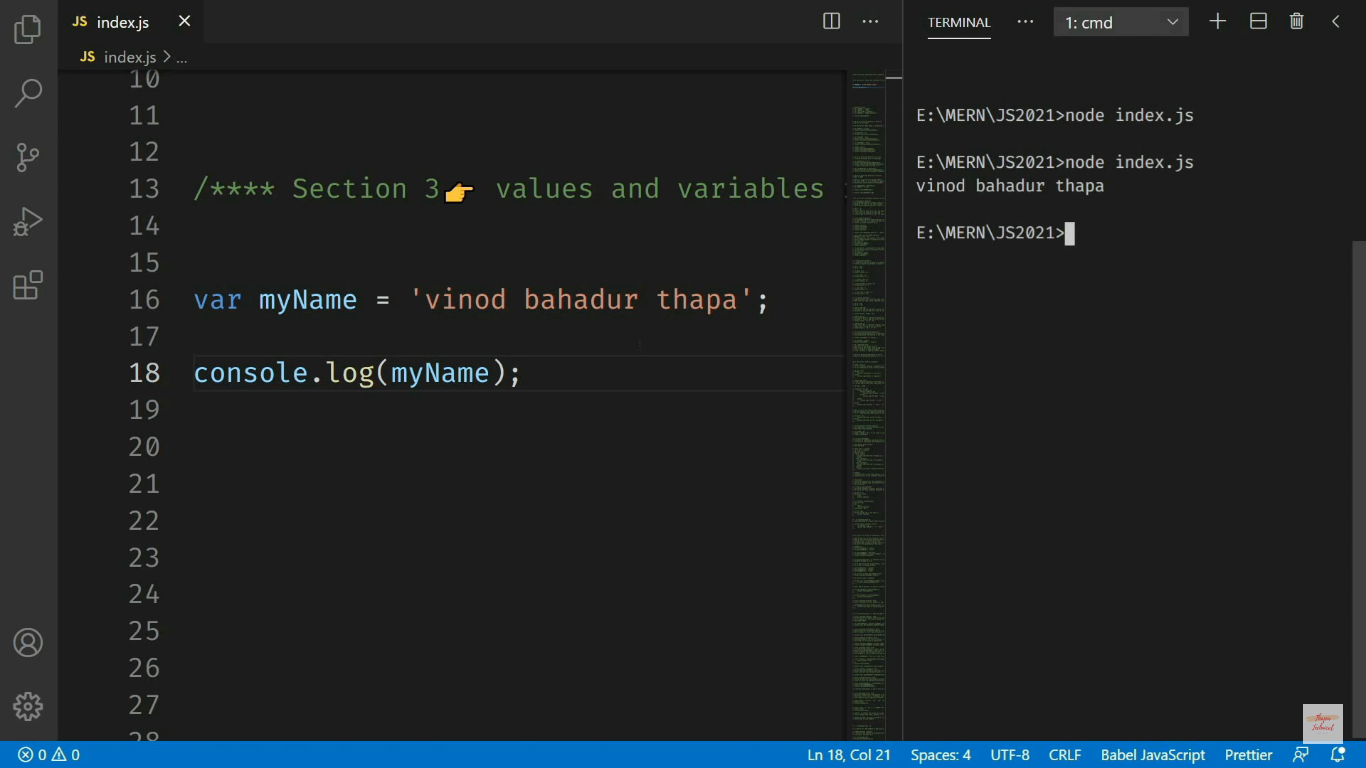 JS index.js
TERMINAL
1: cmd
JS index.js > ...
10
11
12
13 /**** Section 3👉 values and variables
14
15
16 var myName = 'vinod bahadur thapa';
17
18 console.log(myName);
19
20
21
22
23
24
25
26
27
28
E:\MERN\JS2021>node index.js
E:\MERN\JS2021>node index.js
vinod bahadur thapa
E:\MERN\JS2021>
Thapa Technical
0 0
Ln 18, Col 21 Spaces: 4 UTF-8 CRLF Babel JavaScript Prettier